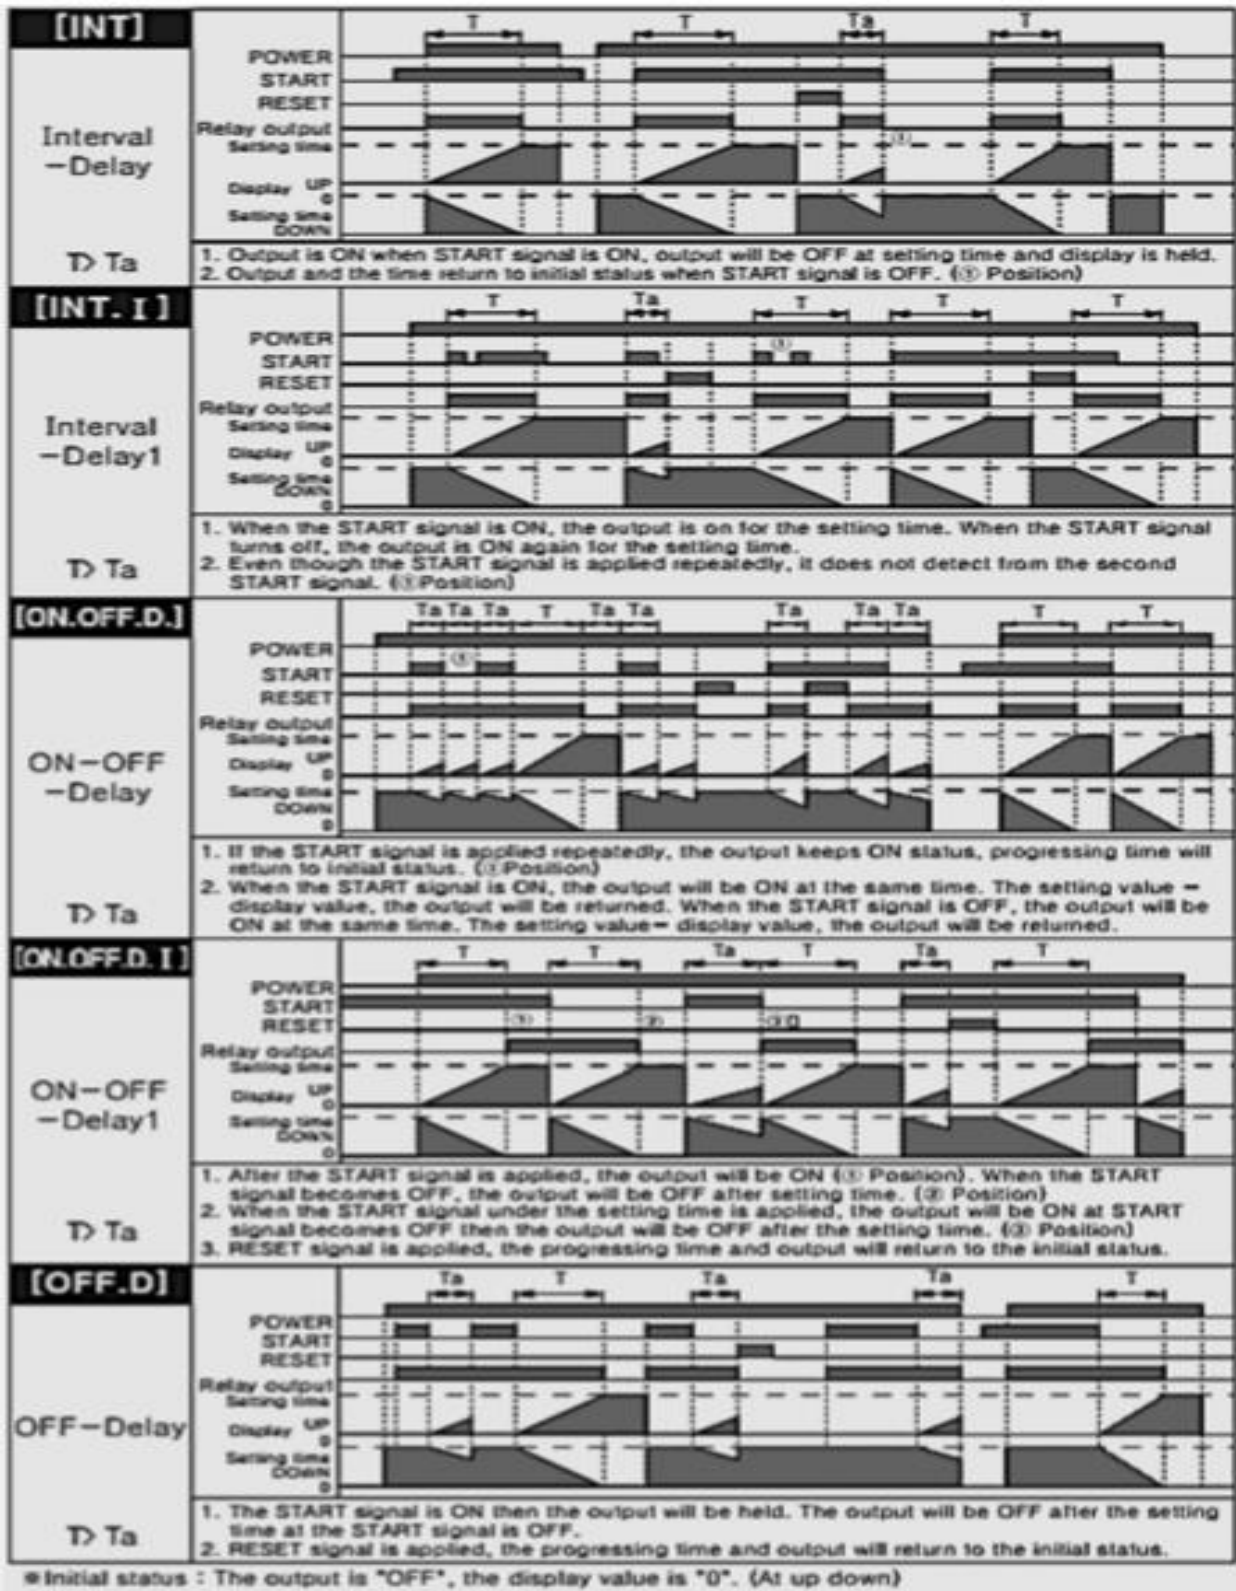 [INT]
T T Ta T
POWER
START
RESET
Relay output
Setting time
①
Interval
-Delay
Display UP
0
Setting time
DOWN
T> Ta
1. Output is ON when START signal is ON, output will be OFF at setting time and display is held.
2. Output and the time return to initial status when START signal is OFF. (① Position)
[INT. I]
T Ta T T T
POWER
START
①
RESET
Relay output
Setting time
Interval
-Delay1
Display UP
0
Setting time
DOWN
0
T> Ta
1. When the START signal is ON, the output is on for the setting time. When the START signal
turns off, the output is ON again for the setting time.
2. Even though the START signal is applied repeatedly, it does not detect from the second
START signal. (①Position)
[ON.OFF.D.]
Ta Ta Ta T Ta Ta Ta Ta Ta T T
POWER
START
①
RESET
Relay output
Setting time
ON-OFF
-Delay
Display UP
0
Setting time
DOWN
0
T> Ta
1. If the START signal is applied repeatedly, the output keeps ON status, progressing time will
return to initial status. (①Position)
2. When the START signal is ON, the output will be ON at the same time. The setting value =
display value, the output will be returned. When the START signal is OFF, the output will be
ON at the same time. The setting value= display value, the output will be returned.
[ON.OFF.D. I]
T T Ta T Ta T
POWER
START
RESET
① ② ③
Relay output
Setting time
ON-OFF
-Delay1
Display UP
0
Setting time
DOWN
0
T> Ta
1. After the START signal is applied, the output will be ON (① Position). When the START
signal becomes OFF, the output will be OFF after setting time. (② Position)
2. When the START signal under the setting time is applied, the output will be ON at START
signal becomes OFF then the output will be OFF after the setting time. (③ Position)
3. RESET signal is applied, the progressing time and output will return to the initial status.
[OFF.D]
Ta T Ta Ta T
POWER
START
RESET
Relay output
Setting time
OFF-Delay
Display UP
0
Setting time
DOWN
0
T> Ta
1. The START signal is ON then the output will be held. The output will be OFF after the setting
time at the START signal is OFF.
2. RESET signal is applied, the progressing time and output will return to the initial status.
※Initial status : The output is "OFF", the display value is "0". (At up down)